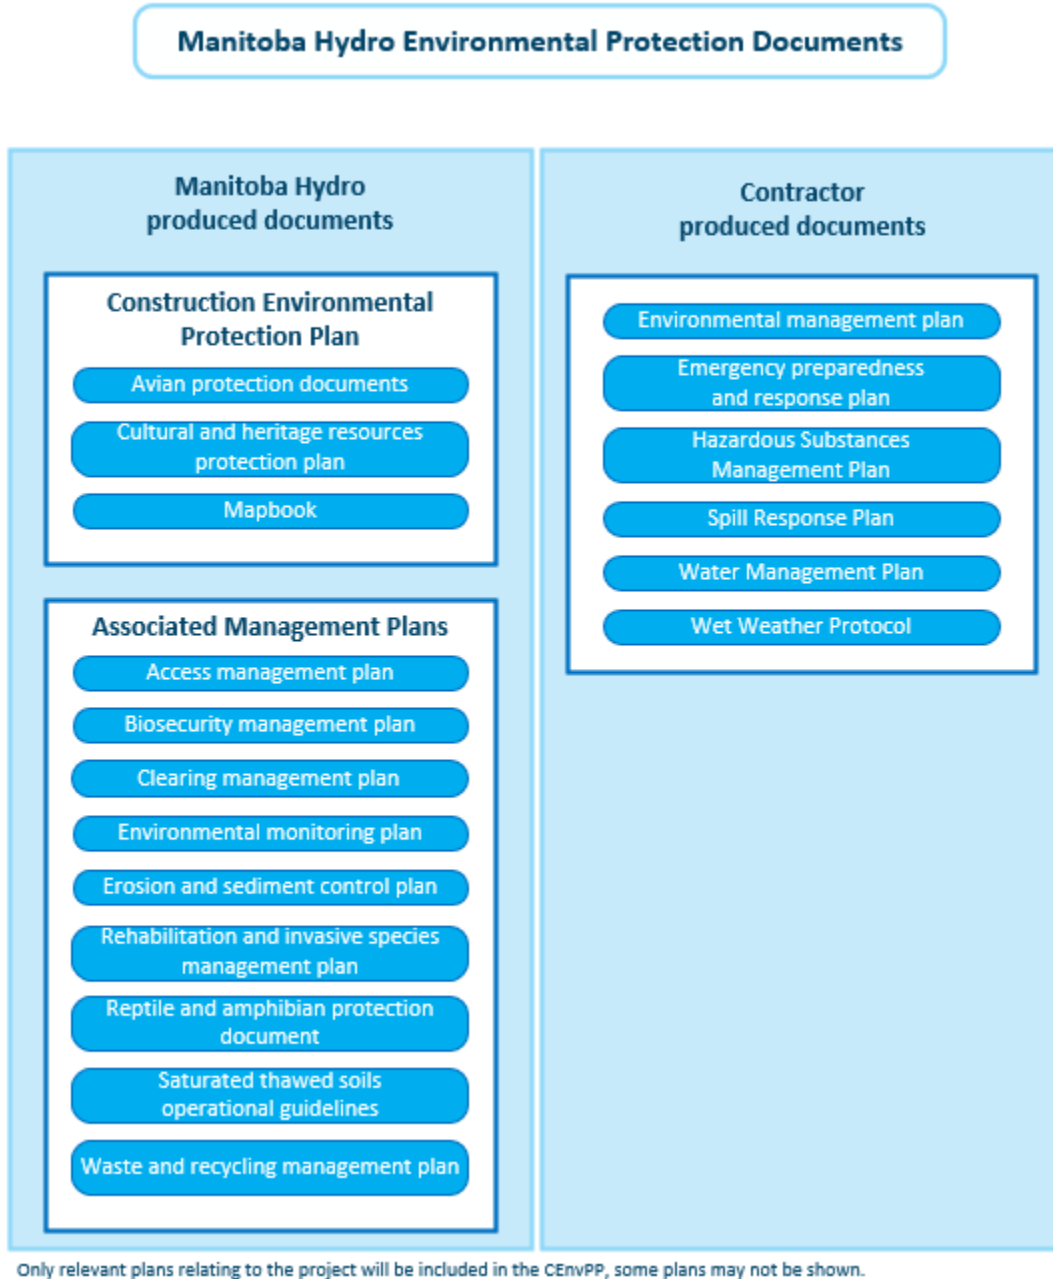 Manitoba Hydro Environmental Protection Documents
Manitoba Hydro
produced documents
Construction Environmental
Protection Plan
Avian protection documents
Cultural and heritage resources
protection plan
Mapbook
Associated Management Plans
Access management plan
Biosecurity management plan
Clearing management plan
Environmental monitoring plan
Erosion and sediment control plan
Rehabilitation and invasive species
management plan
Reptile and amphibian protection
document
Saturated thawed soils
operational guidelines
Waste and recycling management plan
Contractor
produced documents
Environmental management plan
Emergency preparedness
and response plan
Hazardous Substances
Management Plan
Spill Response Plan
Water Management Plan
Wet Weather Protocol
Only relevant plans relating to the project will be included in the CEnvPP, some plans may not be shown.